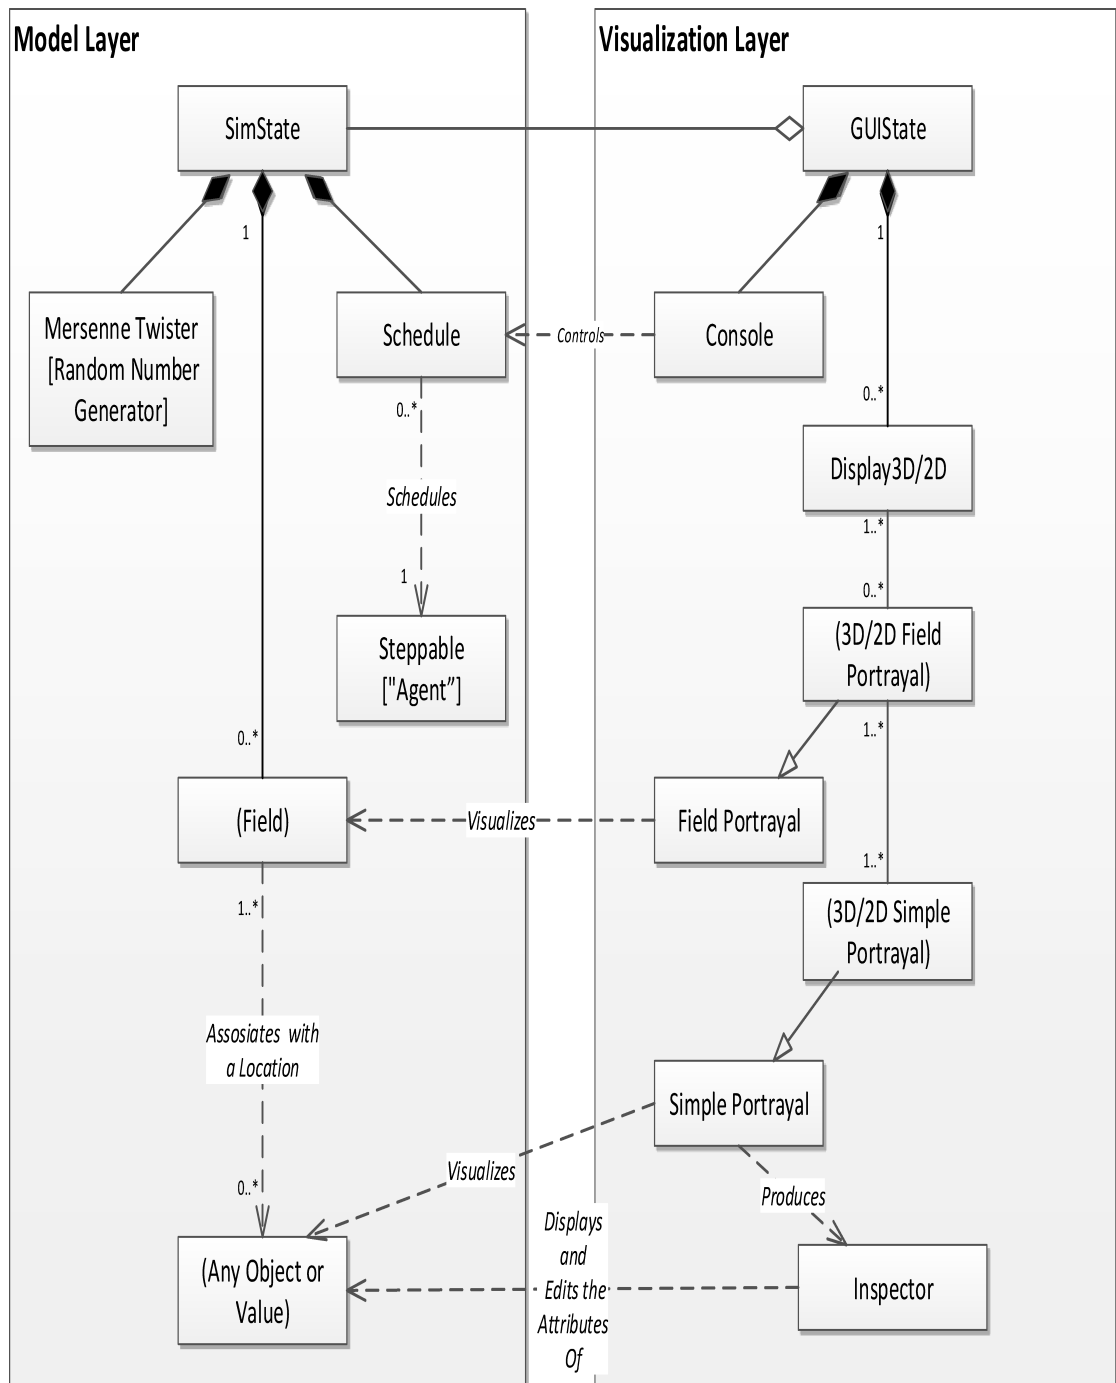 Model Layer
Visualization Layer
SimState
GUIState
1
1
Mersenne Twister
[Random Number
Generator]
Schedule
Controls
Console
0..*
0..*
Display3D/2D
Schedules
1..*
1
0..*
Steppable
["Agent”]
(3D/2D Field
Portrayal)
0..*
1..*
(Field)
Visualizes
Field Portrayal
1..*
1..*
(3D/2D Simple
Portrayal)
Assosiates with
a Location
Simple Portrayal
Visualizes
0..*
Produces
Displays
and
Edits the
Attributes
Of
(Any Object or
Value)
Inspector